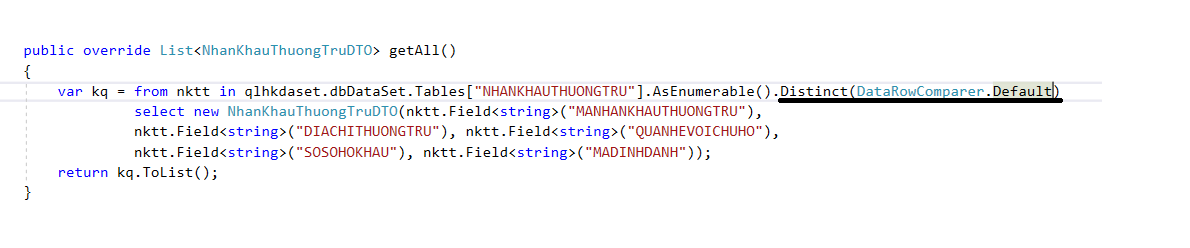 public override List<NhanKhauThuongTruDTO> getAll()
{
var kq = from nktt in qlhkdaset.dbDataSet.Tables["NHANKHAUTHUONGTRU"].AsEnumerable().Distinct(DataRowComparer.Default)
select new NhanKhauThuongTruDTO(nktt.Field<string>("MANHANKHAUTHUONGTRU"),
nktt.Field<string>("DIACHITHUONGTRU"), nktt.Field<string>("QUANHEVOICHUHO"),
nktt.Field<string>("SOSOHOKHAU"), nktt.Field<string>("MADINHDANH"));
return kq.ToList();
}